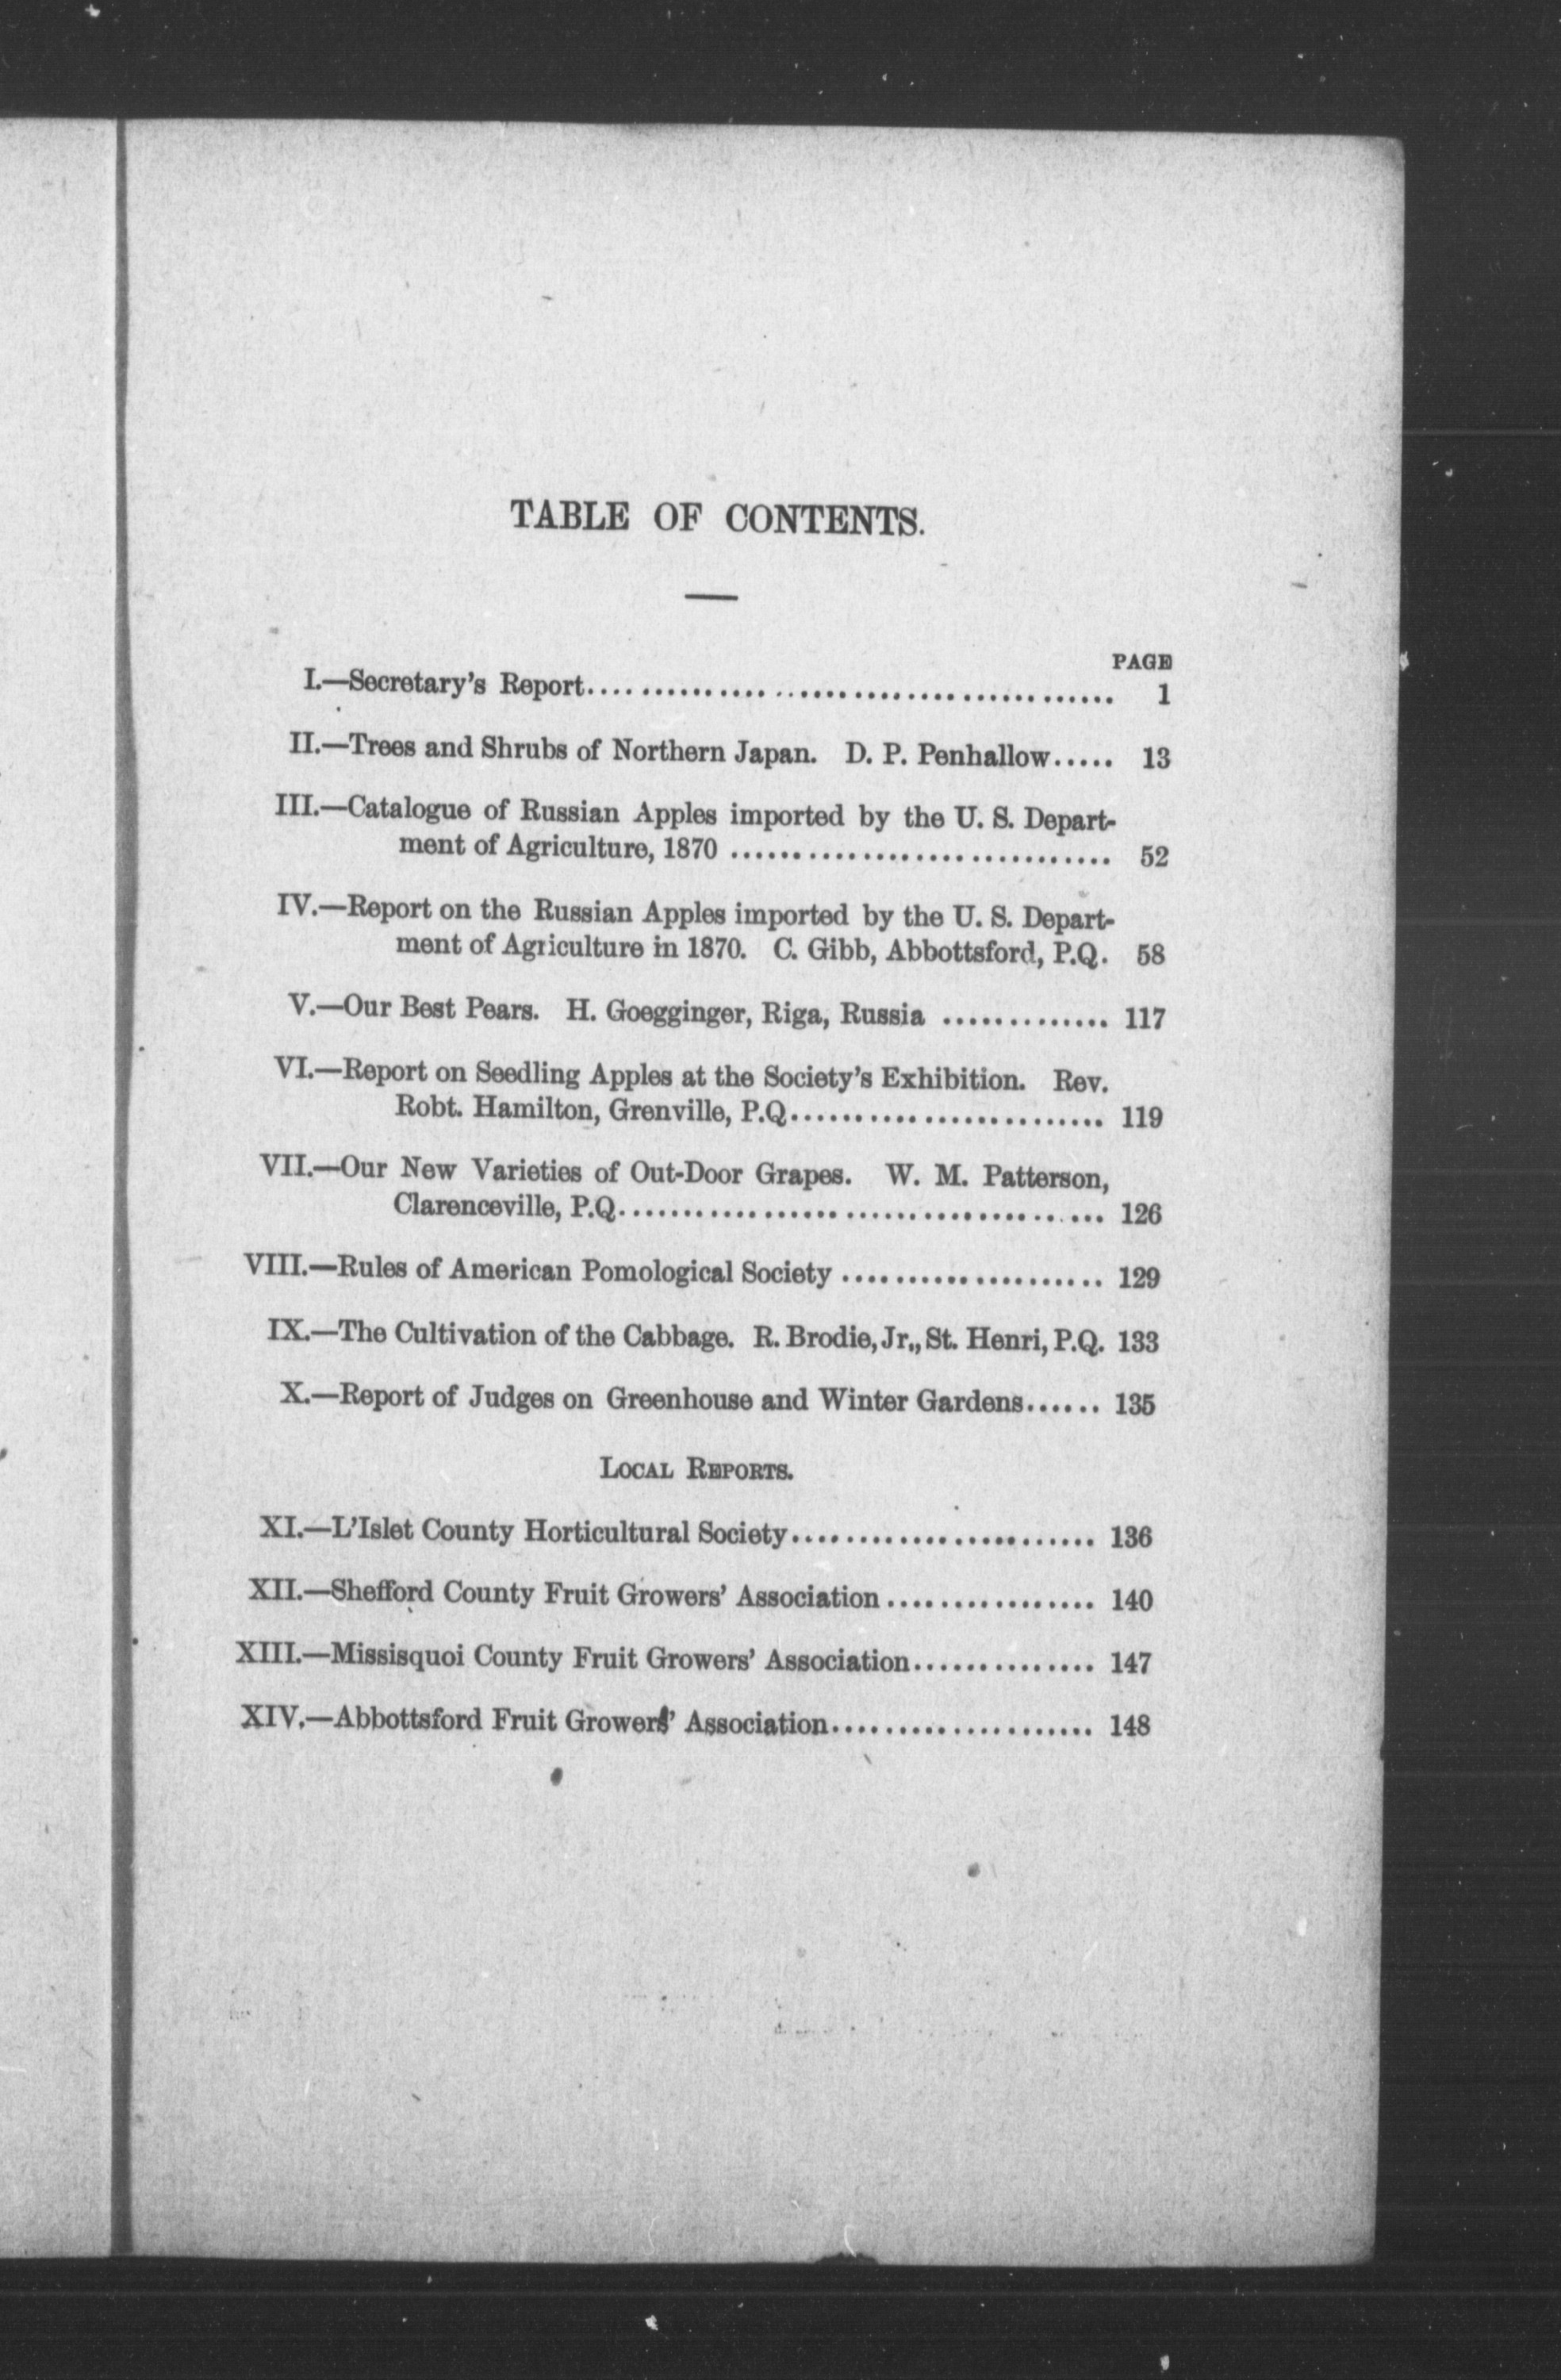 TABLE OF CONTENTS.
PAGE
I.—Secretary's Report........................................ 1
II.—Trees and Shrubs of Northern Japan. D. P. Penhallow..... 13
III.—Catalogue of Russian Apples imported by the U. S. Depart-
ment of Agriculture, 1870 ............................. 52
IV.—Report on the Russian Apples imported by the U. S. Depart-
ment of Agriculture in 1870. C. Gibb, Abbottsford, P.Q. 58
V.—Our Best Pears. H. Goegginger, Riga, Russia ............. 117
VI.—Report on Seedling Apples at the Society's Exhibition. Rev.
Robt. Hamilton, Grenville, P.Q........................ 119
VII.—Our New Varieties of Out-Door Grapes. W. M. Patterson,
Clarenceville, P.Q..................................... 126
VIII.—Rules of American Pomological Society .................... 129
IX.—The Cultivation of the Cabbage. R. Brodie, Jr,, St. Henri, P.Q. 133
X.—Report of Judges on Greenhouse and Winter Gardens...... 135
LOCAL REPORTS.
XI.—L'Islet County Horticultural Society....................... 136
XII.—Shefford County Fruit Growers' Association ................ 140
XIII.—Missisquoi County Fruit Growers' Association.............. 147
XIV.—Abbottsford Fruit Growers' Association.................... 148